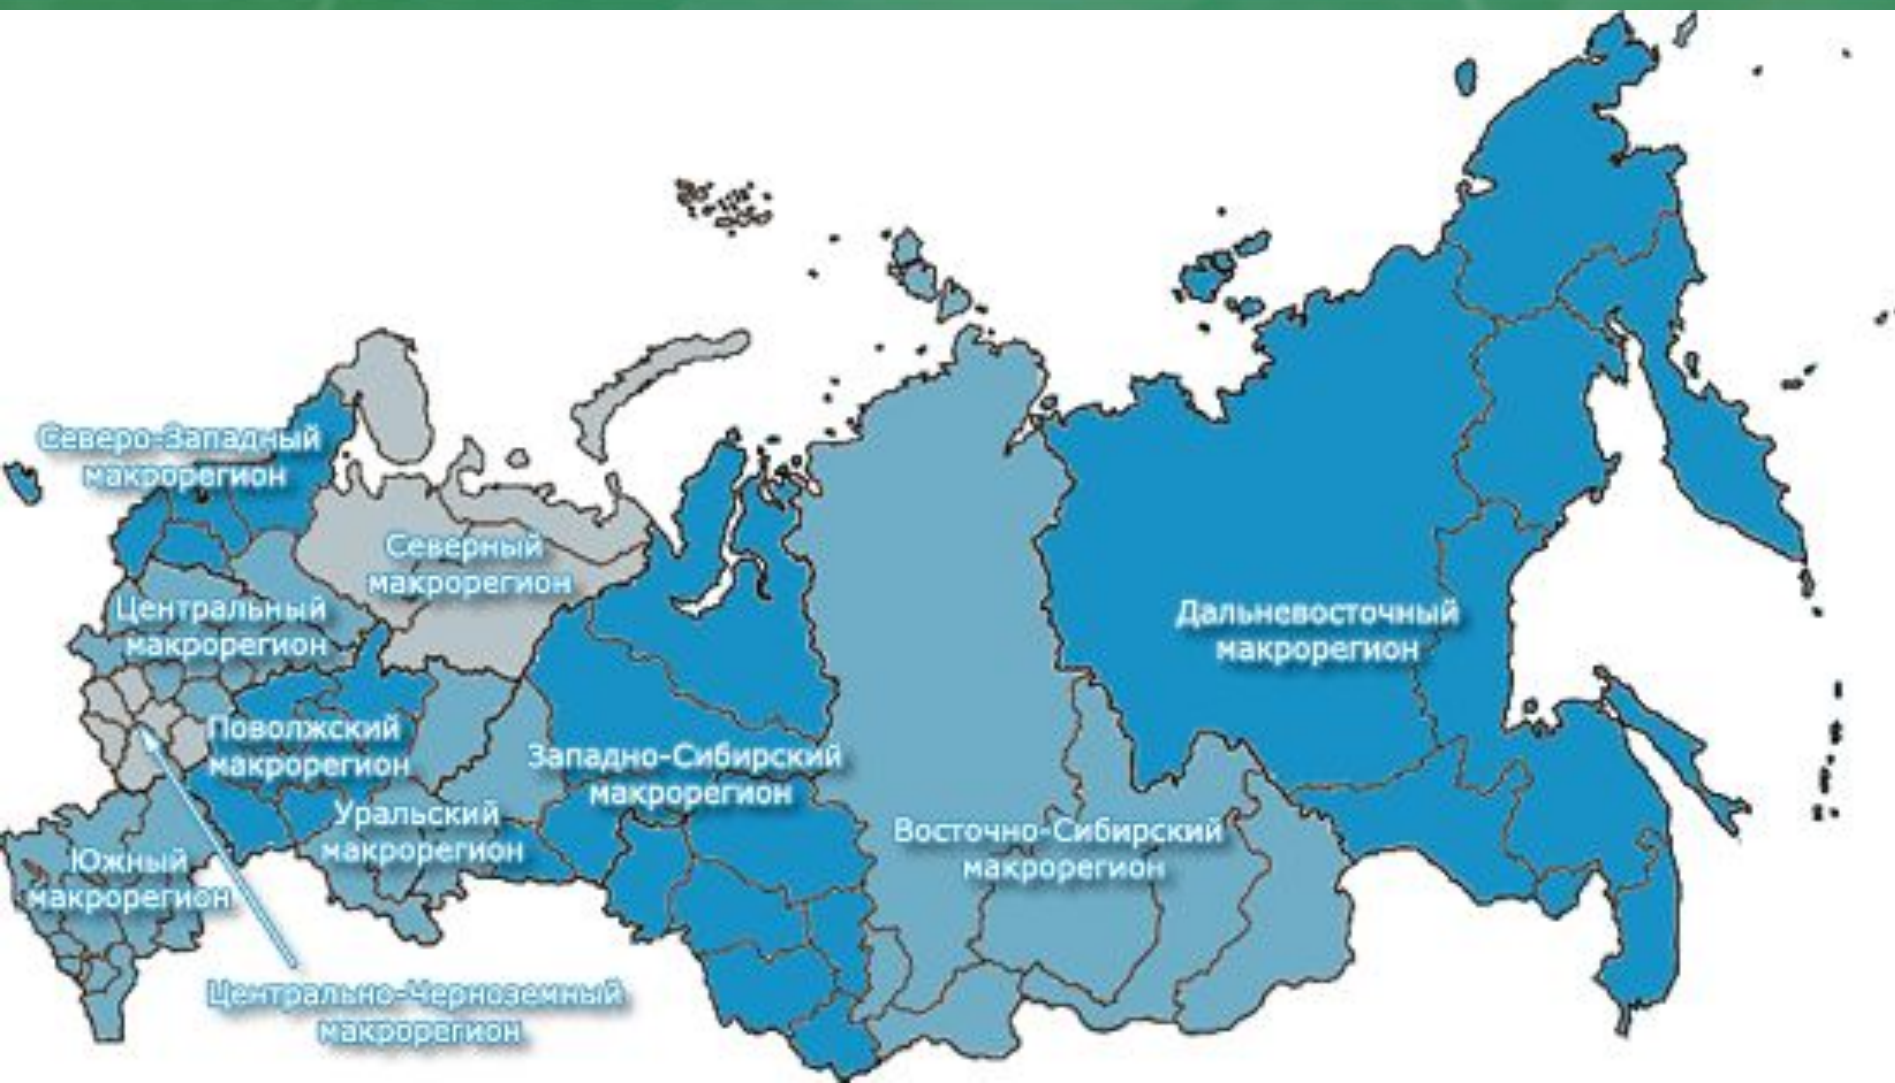 Северо-Западный
макрорегион
Северный
макрорегион
Центральный
макрорегион
Дальневосточный
макрорегион
Поволжский
макрорегион
Западно-Сибирский
макрорегион
Уральский
макрорегион
Восточно-Сибирский
макрорегион
Южный
макрорегион
Центрально-Черноземный
макрорегион